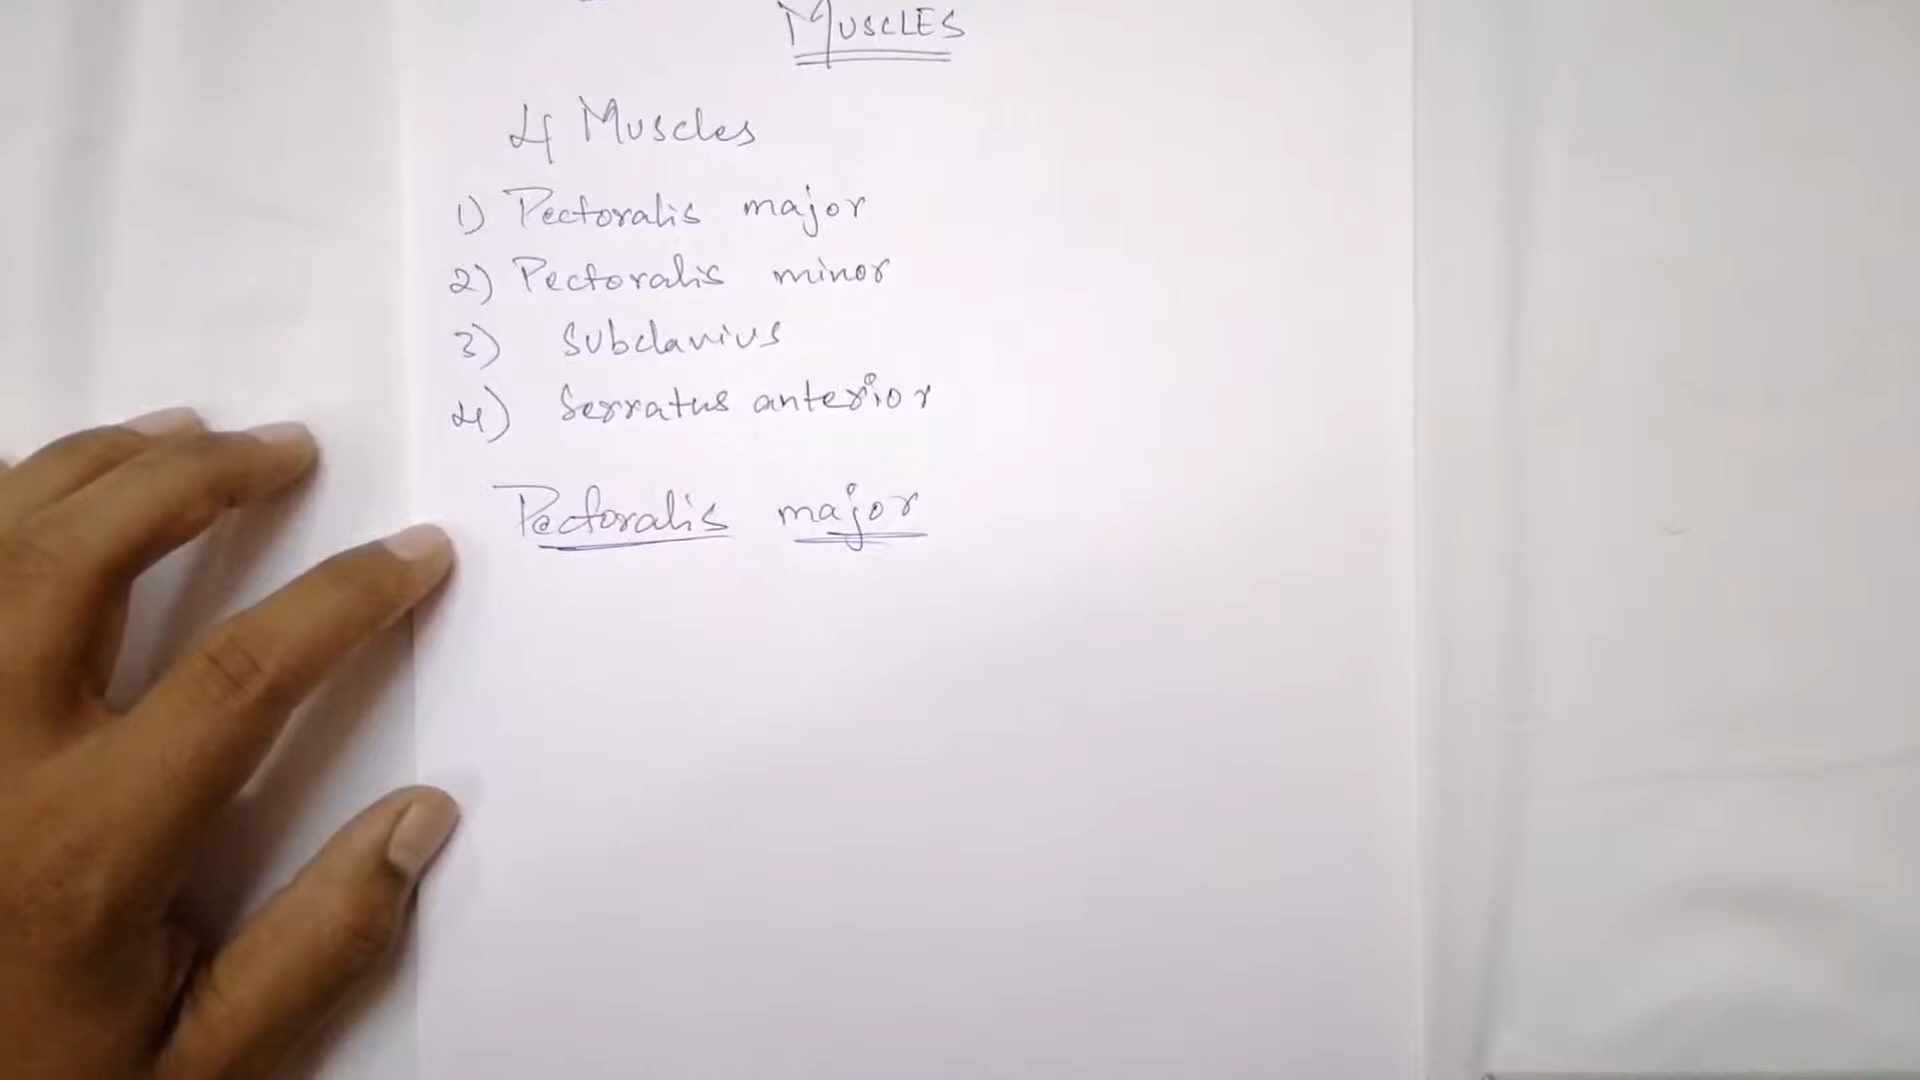 MUSCLES
4 Muscles
1) Pectoralis major
2) Pectoralis minor
3) Subclavius
4) Serratus anterior
Pectoralis major